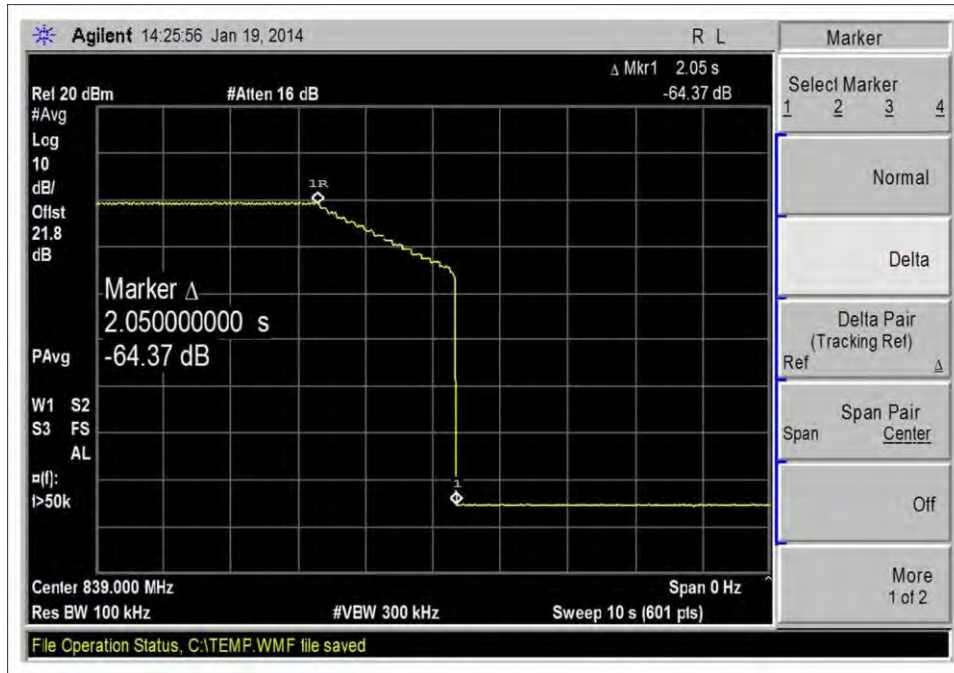 Agilent 14:25:56 Jan 19, 2014 R L
Marker
Δ Mkr1 2.05 s
Ref 20 dBm #Atten 16 dB -64.37 dB
#Avg
Log
10
dB/
Offst
21.8
dB
PAvg
W1 S2
S3 FS
AL
¤(f):
f>50k
1R
Marker Δ
2.050000000 s
-64.37 dB
1
Center 839.000 MHz Span 0 Hz
Res BW 100 kHz #VBW 300 kHz Sweep 10 s (601 pts)
File Operation Status, C:\TEMP.WMF file saved
Select Marker
1 2 3 4
Normal
Delta
Delta Pair
(Tracking Ref)
Ref Δ
Span Pair
Span Center
Off
More
1 of 2